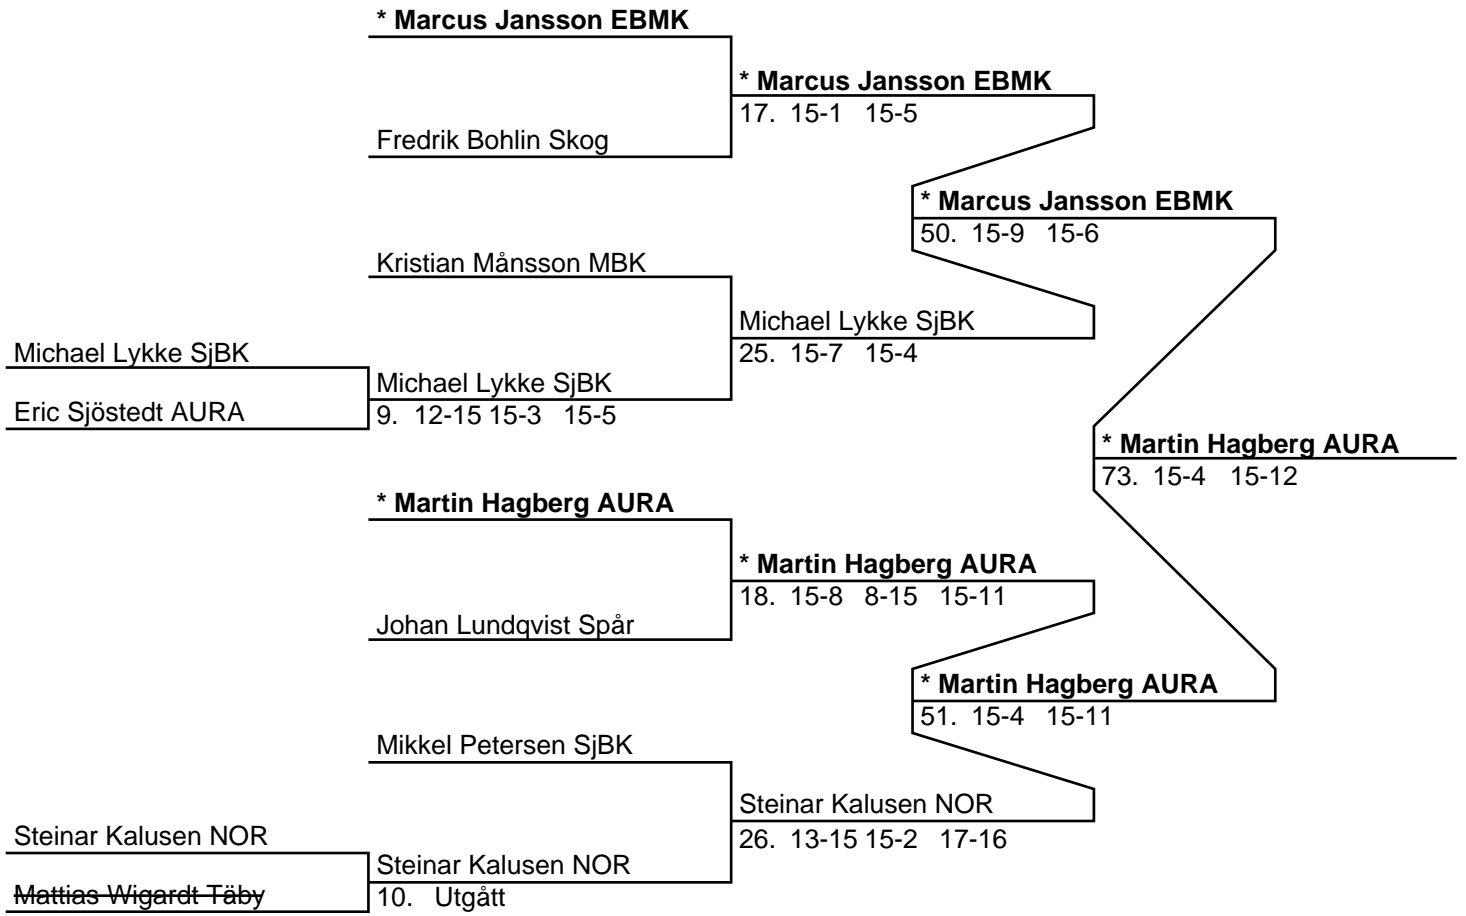 * Marcus Jansson EBMK
* Marcus Jansson EBMK
17. 15-1 15-5
Fredrik Bohlin Skog
* Marcus Jansson EBMK
50. 15-9 15-6
Kristian Månsson MBK
Michael Lykke SjBK
25. 15-7 15-4
Michael Lykke SjBK
Michael Lykke SjBK
9. 12-15 15-3 15-5
Eric Sjöstedt AURA
* Martin Hagberg AURA
73. 15-4 15-12
* Martin Hagberg AURA
* Martin Hagberg AURA
18. 15-8 8-15 15-11
Johan Lundqvist Spår
* Martin Hagberg AURA
51. 15-4 15-11
Mikkel Petersen SjBK
Steinar Kalusen NOR
26. 13-15 15-2 17-16
Steinar Kalusen NOR
Steinar Kalusen NOR
Mattias Wigardt Täby
10. Utgått